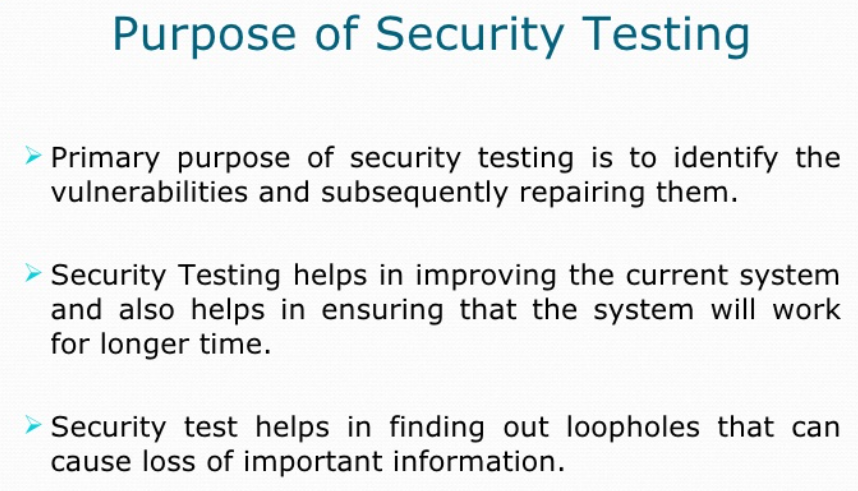 Purpose of Security Testing
Primary purpose of security testing is to identify the
vulnerabilities and subsequently repairing them.
Security Testing helps in improving the current system
and also helps in ensuring that the system will work
for longer time.
Security test helps in finding out loopholes that can
cause loss of important information.